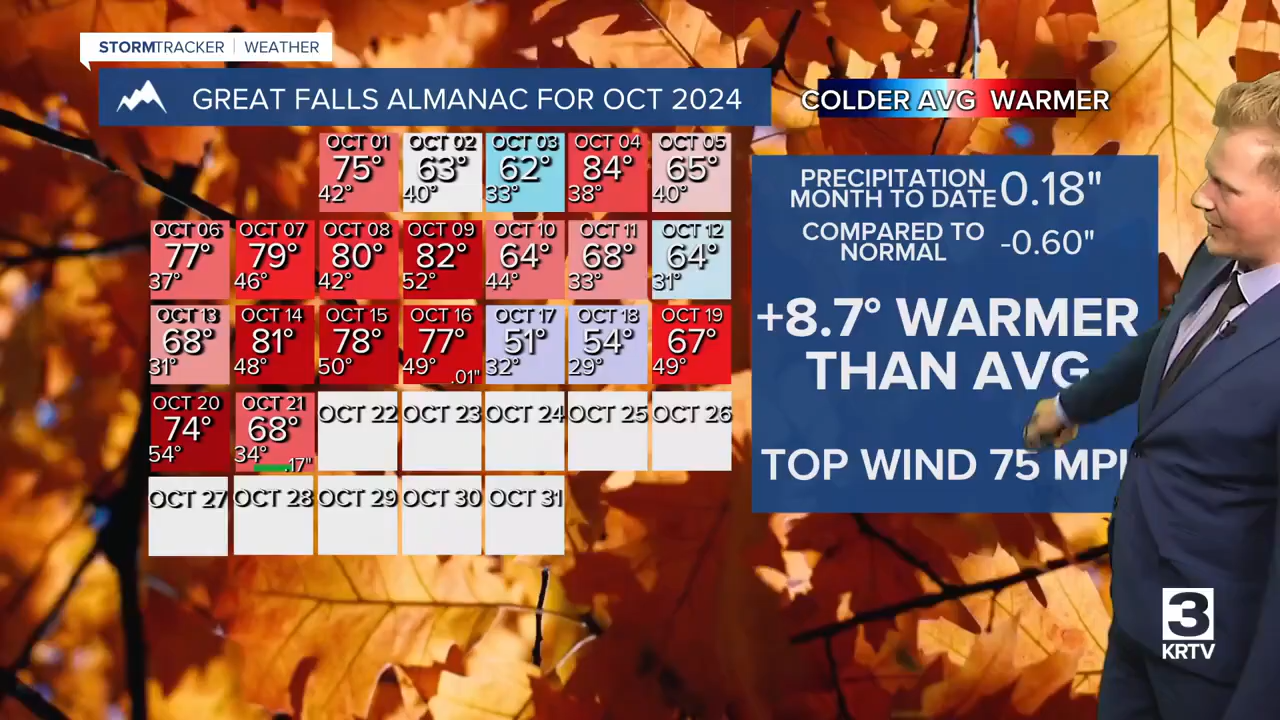 STORMTRACKER | WEATHER
GREAT FALLS ALMANAC FOR OCT 2024
COLDER AVG WARMER
OCT 01 OCT 02 OCT 03 OCT 04 OCT 05
75° 63° 62° 84° 65°
42° 40° 33° 38° 40°
OCT 06 OCT 07 OCT 08 OCT 09 OCT 10 OCT 11 OCT 12
77° 79° 80° 82° 64° 68° 64°
37° 46° 42° 52° 44° 33° 31°
OCT 13 OCT 14 OCT 15 OCT 16 OCT 17 OCT 18 OCT 19
68° 81° 78° 77° 51° 54° 67°
31° 48° 50° 49° .01" 32° 29° 49°
OCT 20 OCT 21 OCT 22 OCT 23 OCT 24 OCT 25 OCT 26
74° 68°
54° 34° .17"
OCT 27 OCT 28 OCT 29 OCT 30 OCT 31
PRECIPITATION
MONTH TO DATE 0.18"
COMPARED TO
NORMAL -0.60"
+8.7° WARMER
THAN AVG
TOP WIND 75 MPH
3
KRTV